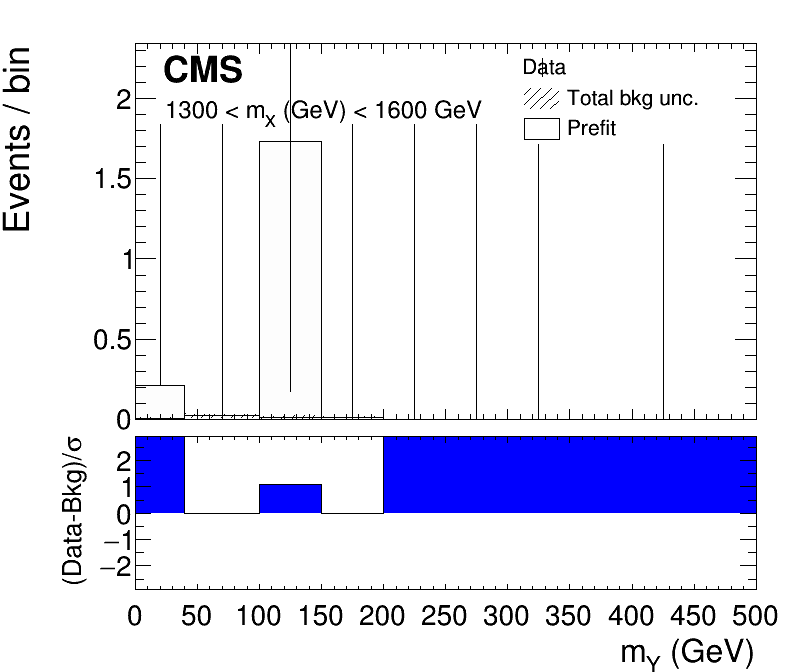 CMS
1300 < mX (GeV) < 1600 GeV
Data
Total bkg unc.
Prefit
Events / bin
2
1.5
1
0.5
0
(Data-Bkg)/σ
2
1
0
−1
−2
0 50 100 150 200 250 300 350 400 450 500
mY (GeV)